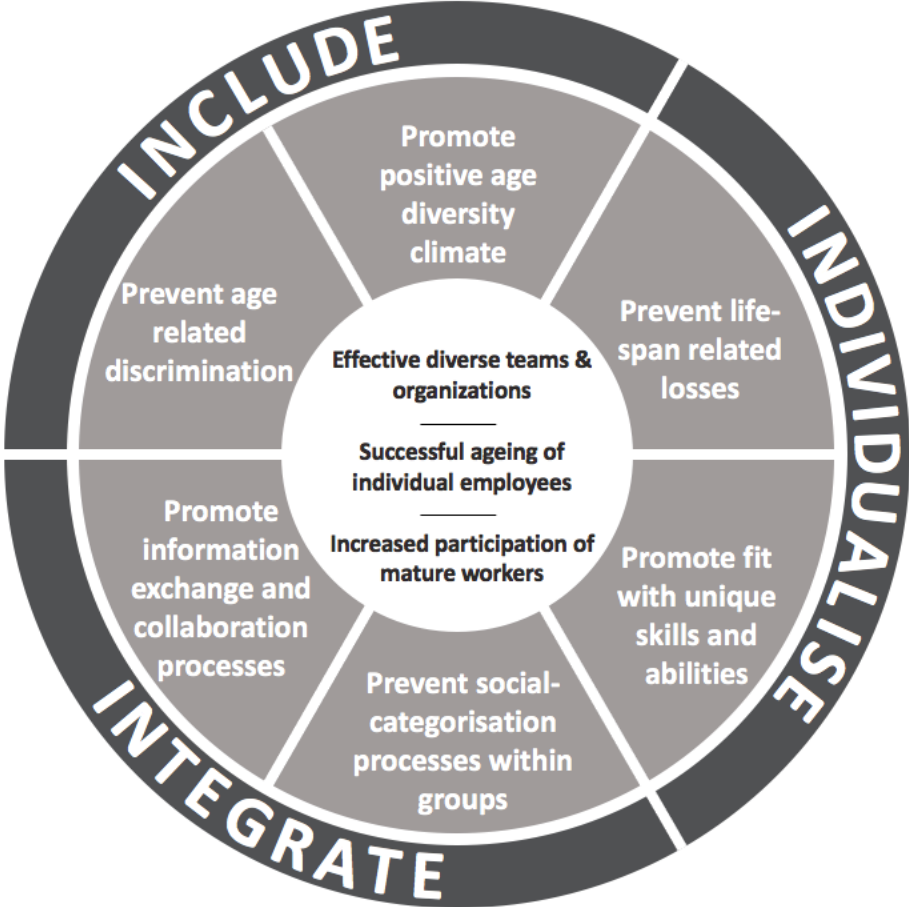 INCLUDE
Promote
positive age
diversity
climate
Prevent age
related
discrimination
INDIVIDUALISE
Prevent life-
span related
losses
Promote fit
with unique
skills and
abilities
INTEGRATE
Promote
information
exchange and
collaboration
processes
Prevent social-
categorisation
processes within
groups
Effective diverse teams &
organizations
Successful ageing of
individual employees
Increased participation of
mature workers